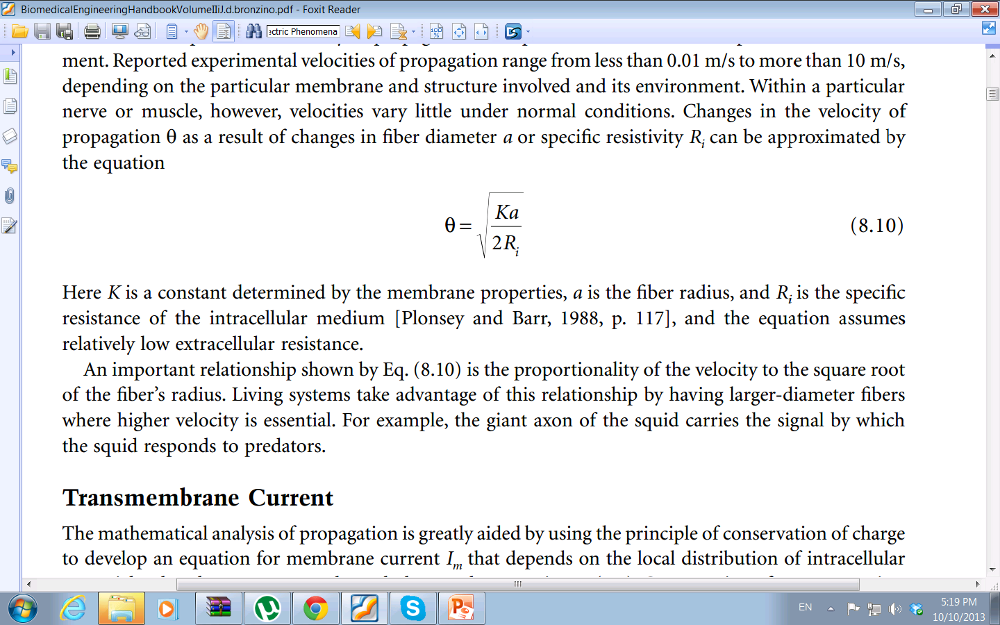 BiomedicalEngineeringHandbookVolumeIIiJ.d.bronzino.pdf - Foxit Reader
ctric Phenomena
ment. Reported experimental velocities of propagation range from less than 0.01 m/s to more than 10 m/s,
depending on the particular membrane and structure involved and its environment. Within a particular
nerve or muscle, however, velocities vary little under normal conditions. Changes in the velocity of
propagation θ as a result of changes in fiber diameter a or specific resistivity Rᵢ can be approximated by
the equation
θ = √(Ka / 2Rᵢ) (8.10)
Here K is a constant determined by the membrane properties, a is the fiber radius, and Rᵢ is the specific
resistance of the intracellular medium [Plonsey and Barr, 1988, p. 117], and the equation assumes
relatively low extracellular resistance.
An important relationship shown by Eq. (8.10) is the proportionality of the velocity to the square root
of the fiber's radius. Living systems take advantage of this relationship by having larger-diameter fibers
where higher velocity is essential. For example, the giant axon of the squid carries the signal by which
the squid responds to predators.
Transmembrane Current
The mathematical analysis of propagation is greatly aided by using the principle of conservation of charge
to develop an equation for membrane current Iₘ that depends on the local distribution of intracellular
EN
5:19 PM
10/10/2013